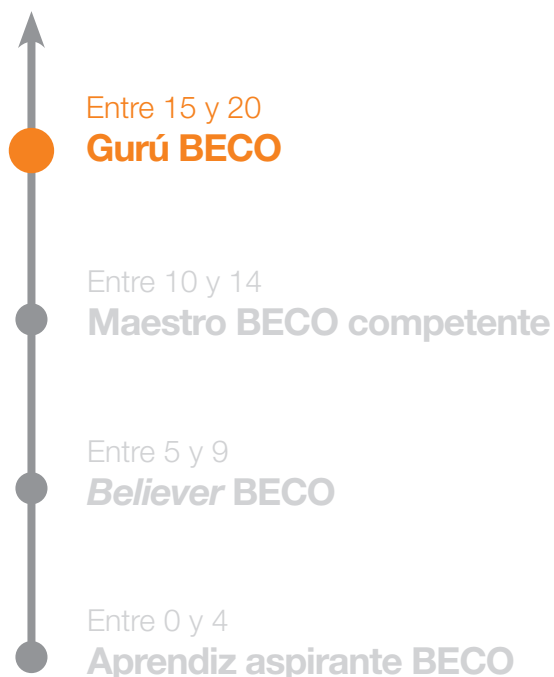 Entre 15 y 20
Gurú BECO
Entre 10 y 14
Maestro BECO competente
Entre 5 y 9
Believer BECO
Entre 0 y 4
Aprendiz aspirante BECO